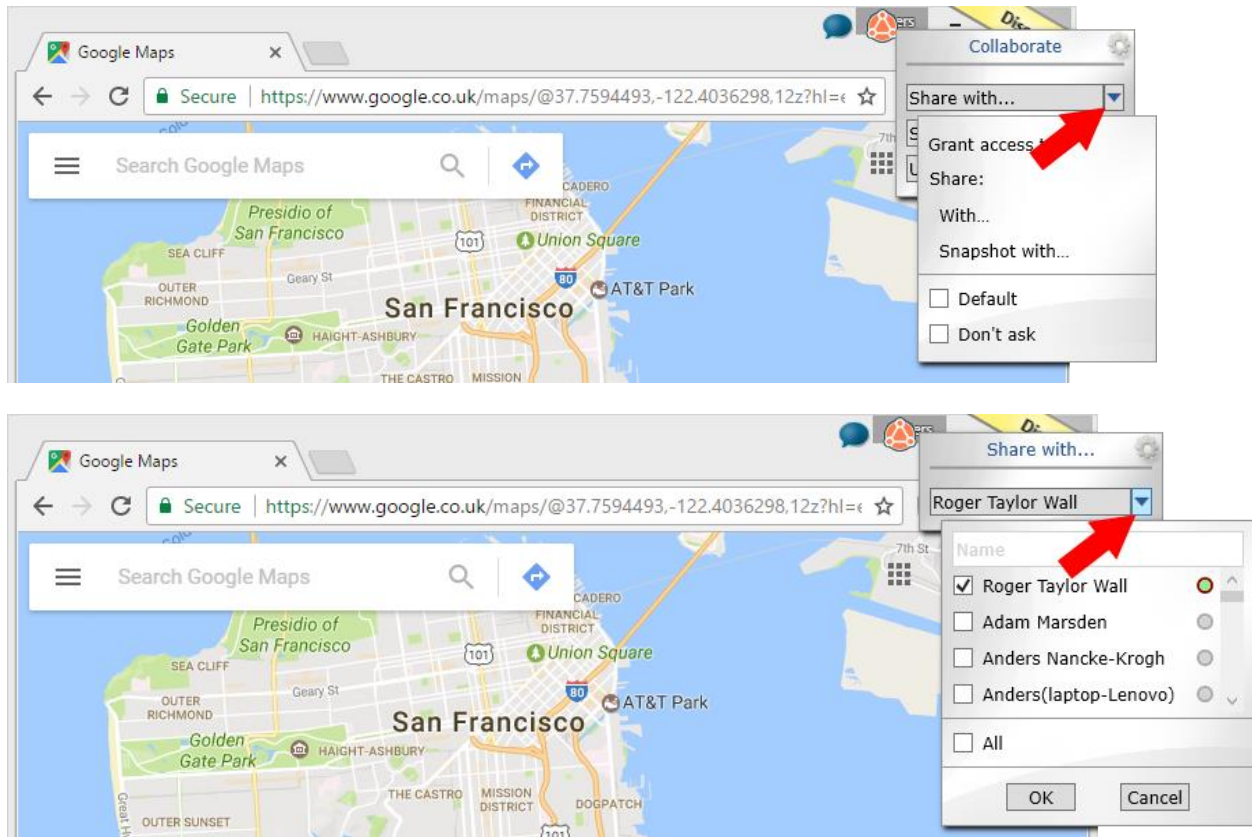 Google Maps
Collaborate
Secure https://www.google.co.uk/maps/@37.7594493,-122.4036298,12z?hl=e
Share with...
Search Google Maps
7th
Grant access
Share:
With...
Snapshot with...
Default
Don't ask
CADERO
FINANCIAL
DISTRICT
Presidio of
San Francisco
101
Union Square
SEA CLIFF
Geary St
80
AT&T Park
OUTER
RICHMOND
San Francisco
Golden
Gate Park
HAIGHT-ASHBURY
THE CASTRO
MISSION
Google Maps
Share with...
Secure https://www.google.co.uk/maps/@37.7594493,-122.4036298,12z?hl=e
Roger Taylor Wall
Search Google Maps
7th St
Name
Roger Taylor Wall
Adam Marsden
Anders Nancke-Krogh
Anders(laptop-Lenovo)
All
OK
Cancel
CADERO
FINANCIAL
DISTRICT
Presidio of
San Francisco
101
Union Square
SEA CLIFF
Geary St
80
AT&T Park
OUTER
RICHMOND
San Francisco
Golden
Gate Park
HAIGHT-ASHBURY
THE CASTRO
MISSION
DISTRICT
DOGPATCH
Great H
OUTER SUNSET
101